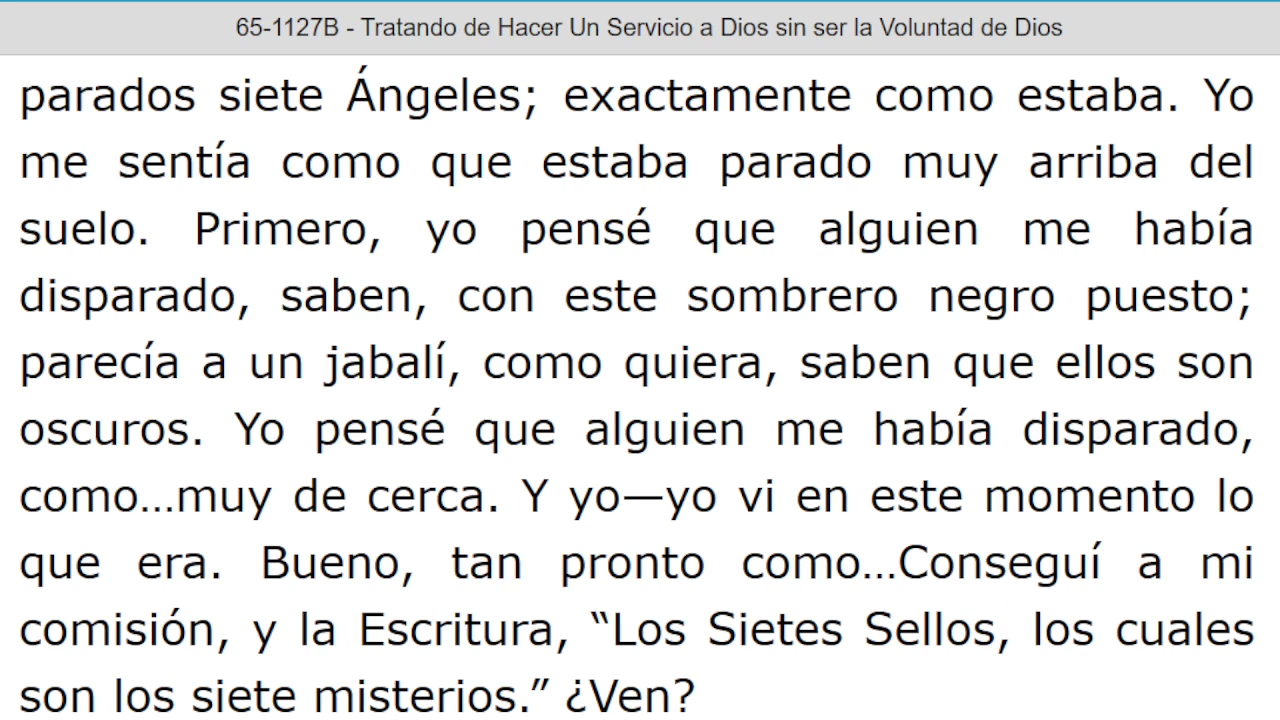 65-1127B - Tratando de Hacer Un Servicio a Dios sin ser la Voluntad de Dios
parados siete Ángeles; exactamente como estaba. Yo
me sentía como que estaba parado muy arriba del
suelo. Primero, yo pensé que alguien me había
disparado, saben, con este sombrero negro puesto;
parecía a un jabalí, como quiera, saben que ellos son
oscuros. Yo pensé que alguien me había disparado,
como...muy de cerca. Y yo—yo vi en este momento lo
que era. Bueno, tan pronto como...Conseguí a mi
comisión, y la Escritura, “Los Sietes Sellos, los cuales
son los siete misterios.” ¿Ven?